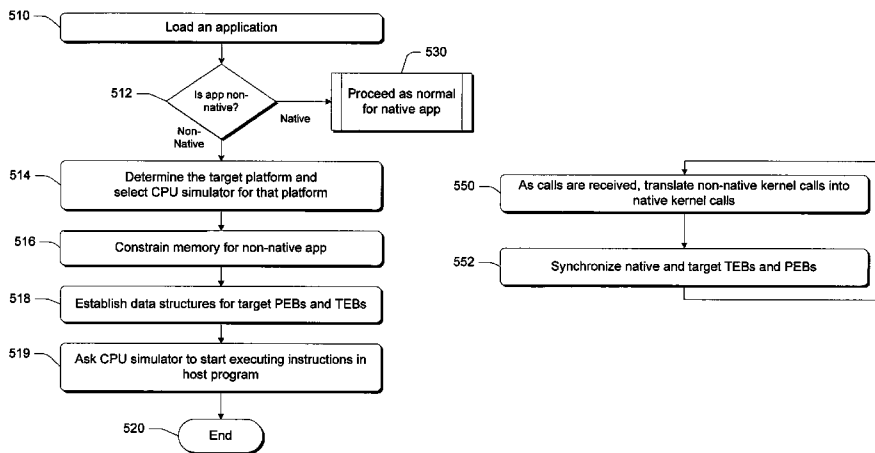 510
Load an application
512
Is app non-
native?
Non-
Native
Native
530
Proceed as normal
for native app
514
Determine the target platform and
select CPU simulator for that platform
516
Constrain memory for non-native app
518
Establish data structures for target PEBs and TEBs
519
Ask CPU simulator to start executing instructions in
host program
520
End
550
As calls are received, translate non-native kernel calls into
native kernel calls
552
Synchronize native and target TEBs and PEBs